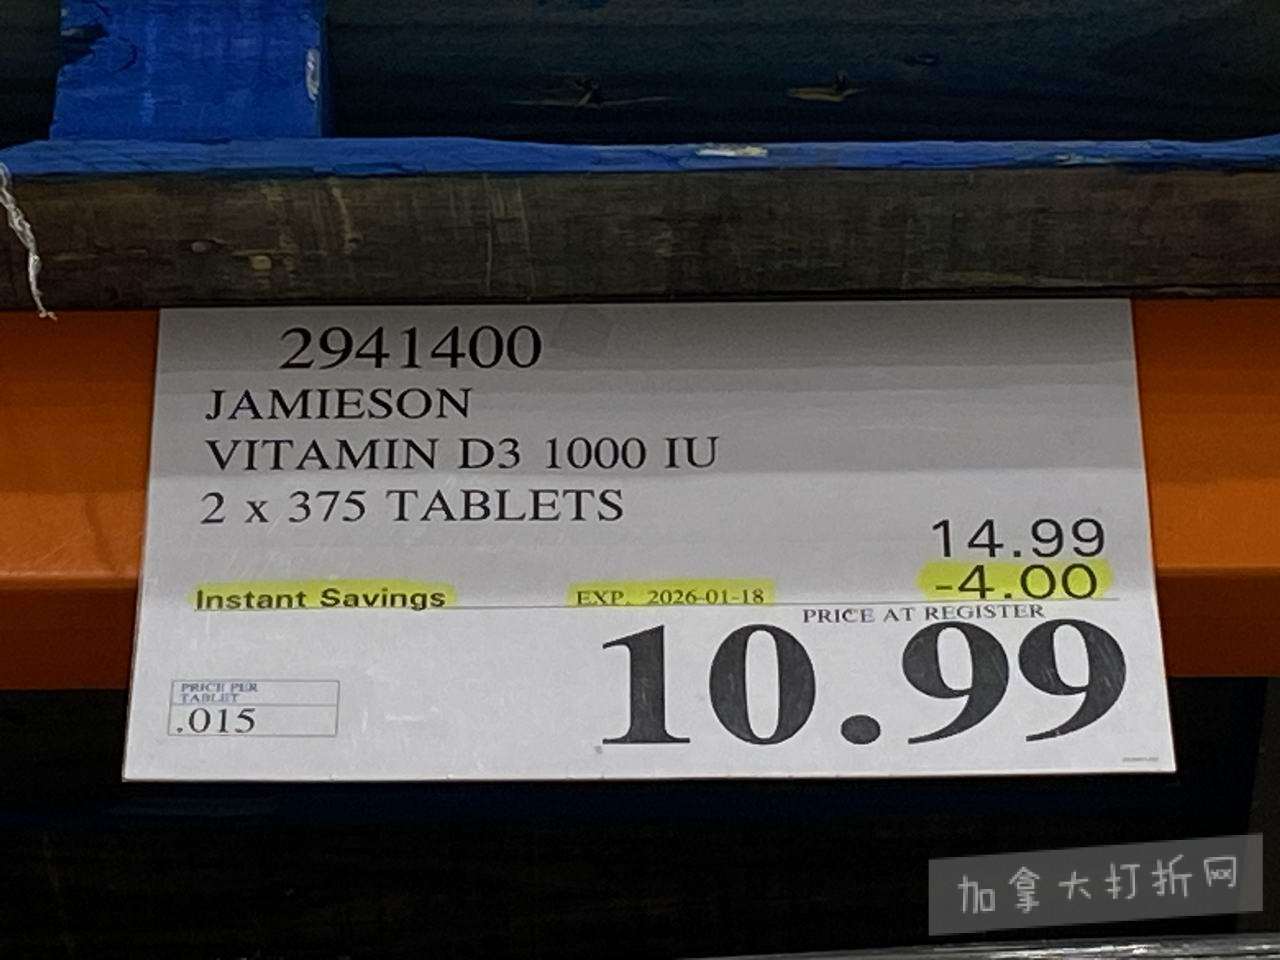 2941400
JAMIESON
VITAMIN D3 1000 IU
2 x 375 TABLETS
14.99
Instant Savings EXP. 2026-01-18 -4.00
PRICE AT REGISTER
10.99
PRICE PER
TABLET
.015
加拿大打折网